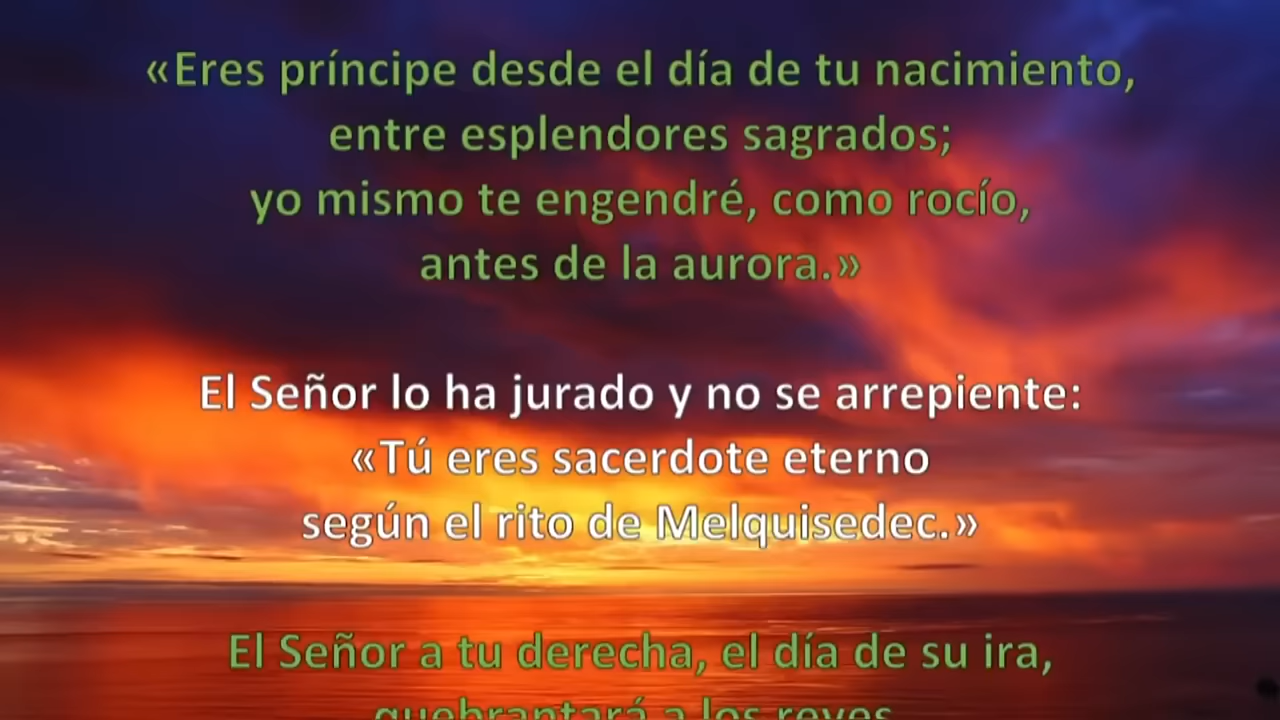 «Eres príncipe desde el día de tu nacimiento,
entre esplendores sagrados;
yo mismo te engendré, como rocío,
antes de la aurora.»
El Señor lo ha jurado y no se arrepiente:
«Tú eres sacerdote eterno
según el rito de Melquisedec.»
El Señor a tu derecha, el día de su ira,
quebrantará a los reyes